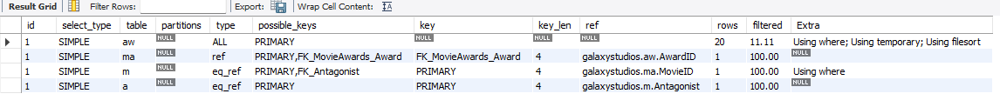 Result Grid Filter Rows: Export: Wrap Cell Content: IA
id select_type table partitions type possible_keys key key_len ref rows filtered Extra
1 SIMPLE aw NULL ALL PRIMARY NULL NULL NULL 20 11.11 Using where; Using temporary; Using filesort
1 SIMPLE ma NULL ref PRIMARY,FK_MovieAwards_Award FK_MovieAwards_Award 4 galaxystudios.aw.AwardID 1 100.00 NULL
1 SIMPLE m NULL eq_ref PRIMARY,FK_Antagonist PRIMARY 4 galaxystudios.ma.MovieID 1 100.00 Using where
1 SIMPLE a NULL eq_ref PRIMARY PRIMARY 4 galaxystudios.m.Antagonist 1 100.00 NULL